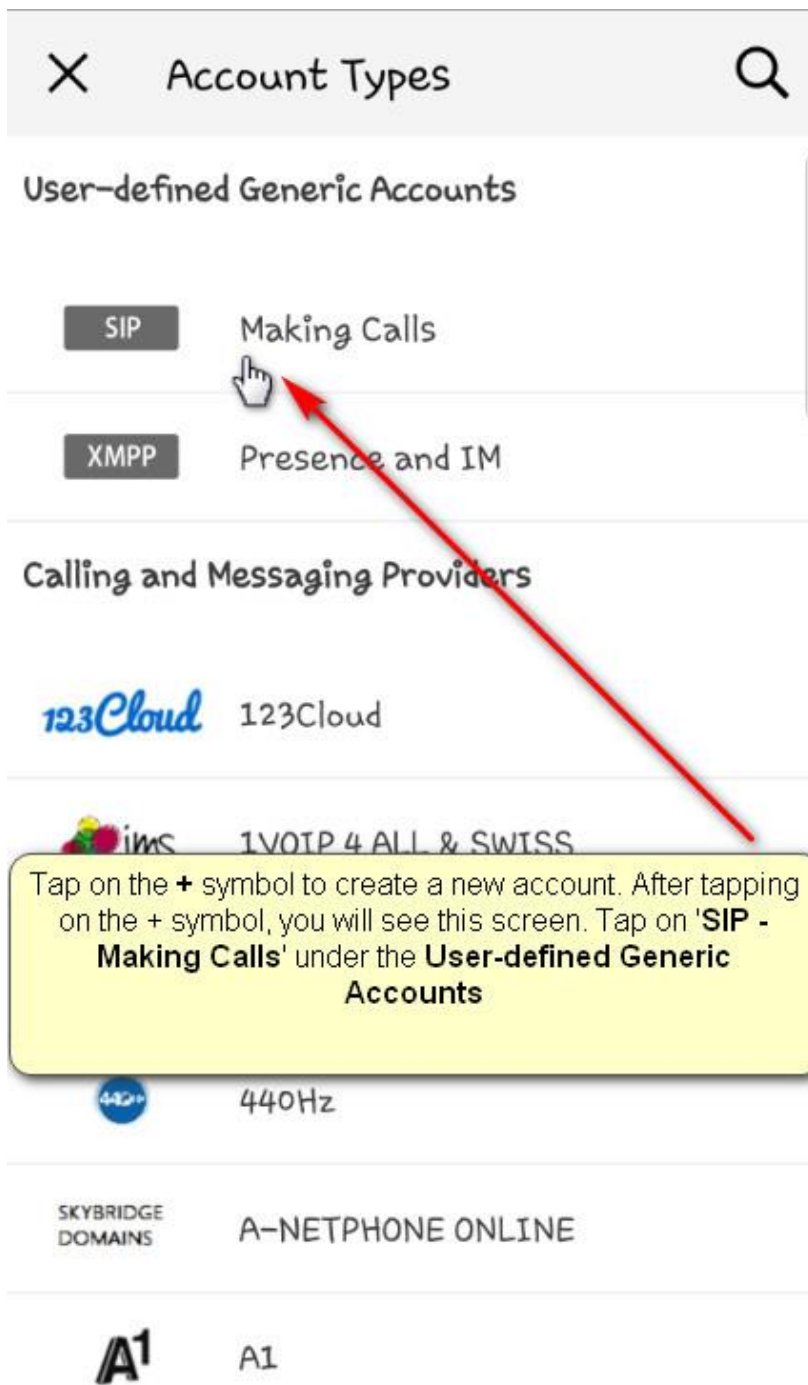 Account Types
User-defined Generic Accounts
SIP Making Calls
XMPP Presence and IM
Calling and Messaging Providers
123Cloud 123Cloud
ims 1VOIP 4 ALL & SWISS
Tap on the + symbol to create a new account. After tapping
on the + symbol, you will see this screen. Tap on 'SIP -
Making Calls' under the User-defined Generic
Accounts
440Hz
SKYBRIDGE
DOMAINS
A-NETPHONE ONLINE
A1 A1